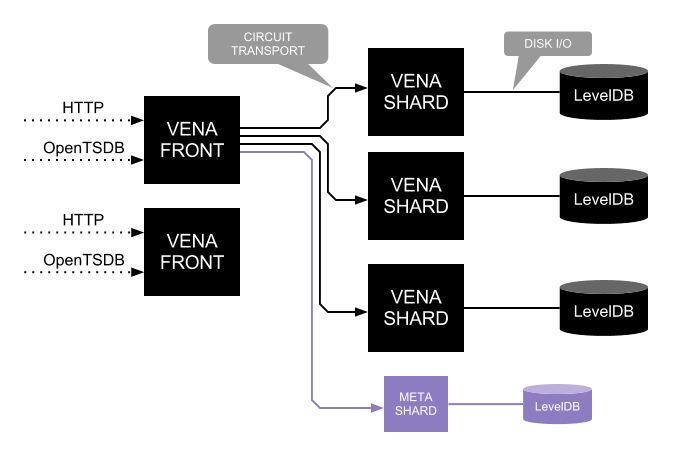 CIRCUIT
TRANSPORT
DISK I/O
VENA
SHARD
LevelDB
HTTP
VENA
FRONT
OpenTSDB
VENA
SHARD
LevelDB
HTTP
VENA
FRONT
OpenTSDB
VENA
SHARD
LevelDB
META
SHARD
LevelDB